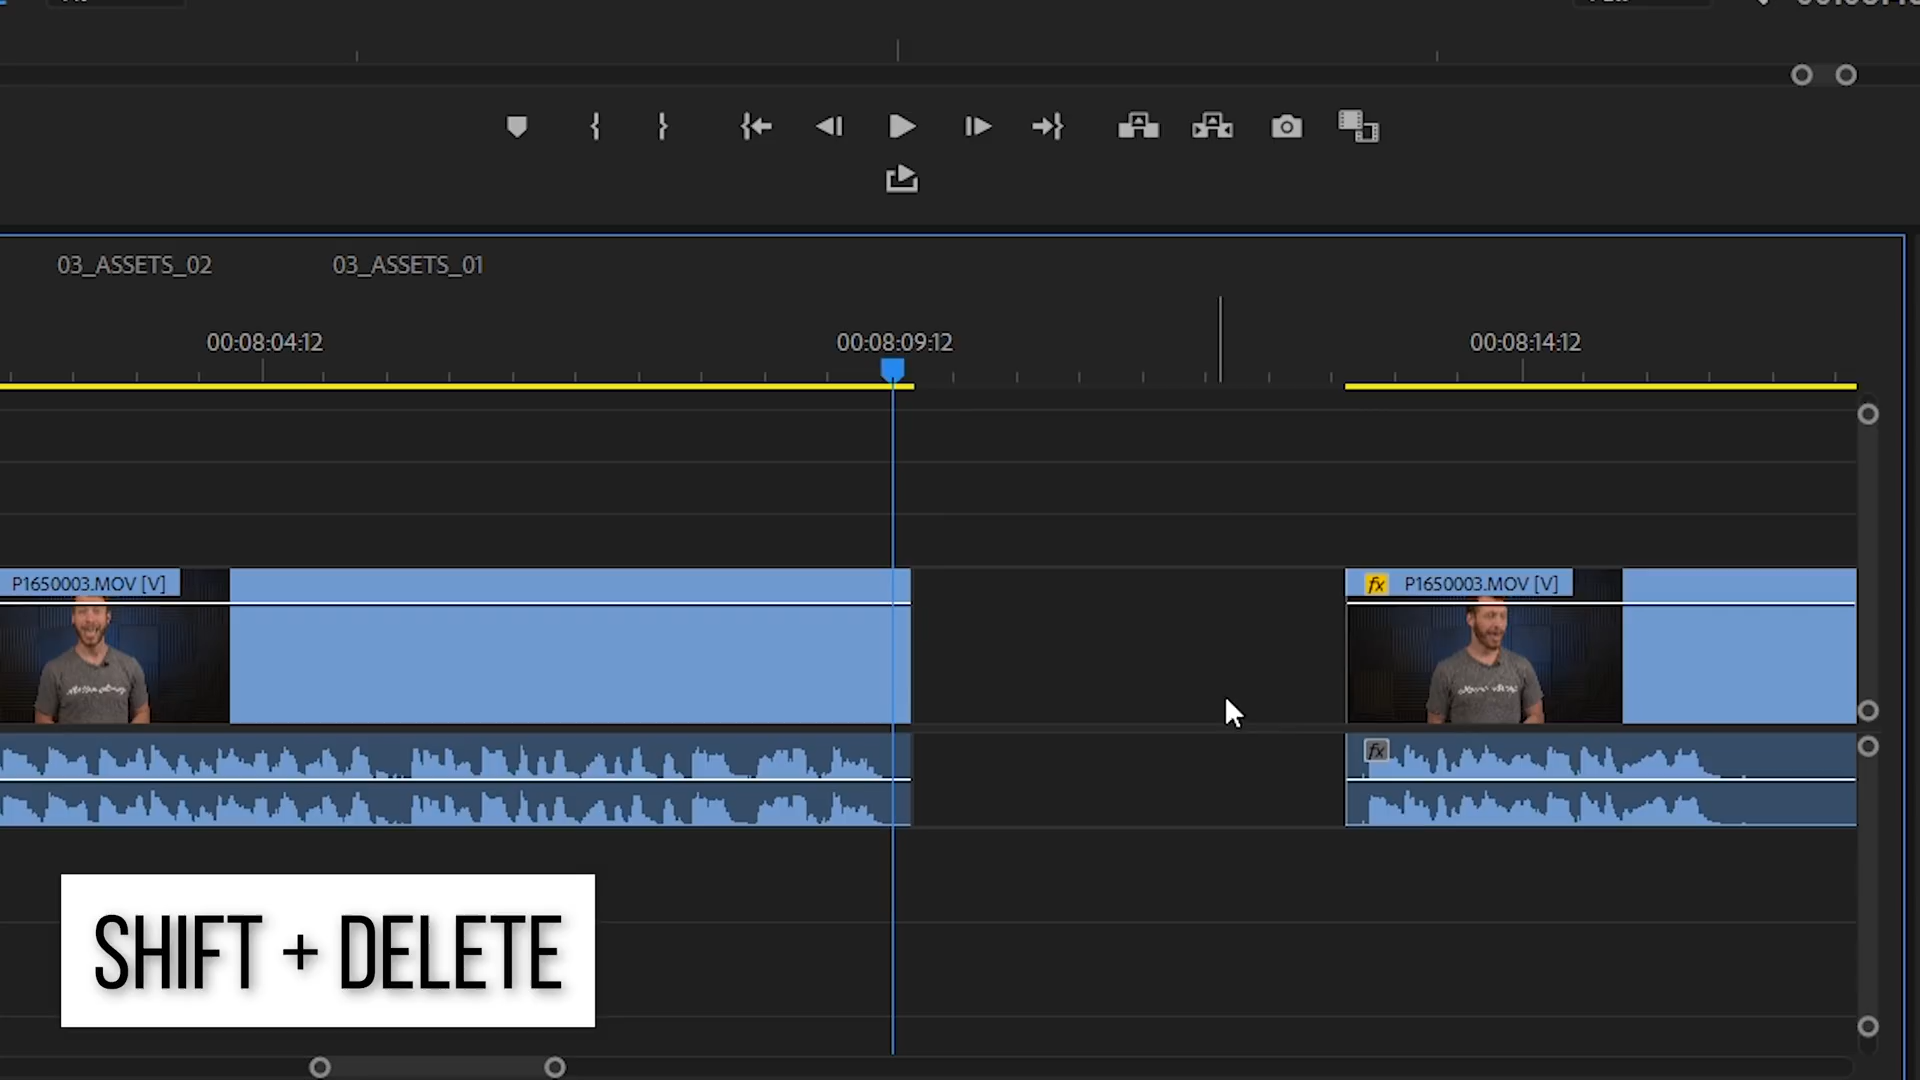 03_ASSETS_02 03_ASSETS_01
00:08:04:12 00:08:09:12 00:08:14:12
P1650003.MOV [V] fx P1650003.MOV [V]
fx
SHIFT + DELETE